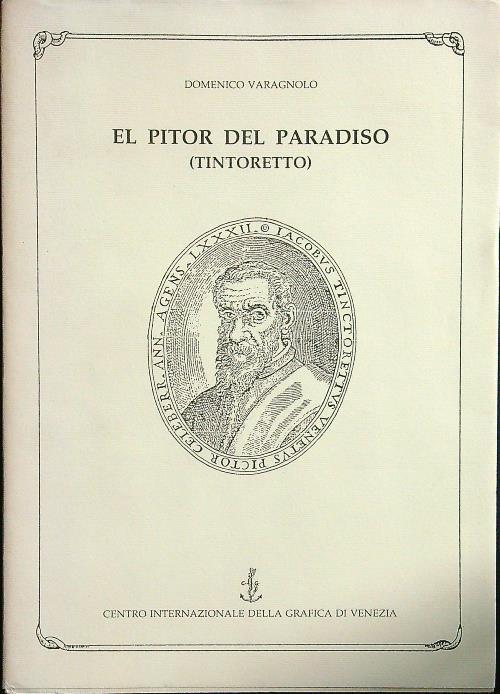 DOMENICO VARAGNOLO
EL PITOR DEL PARADISO
(TINTORETTO)
IACOBVS TINCTORETTVS VENETVS PICTOR CELEBERR. ANN. AGENS. LXXXII.
C G
CENTRO INTERNAZIONALE DELLA GRAFICA DI VENEZIA